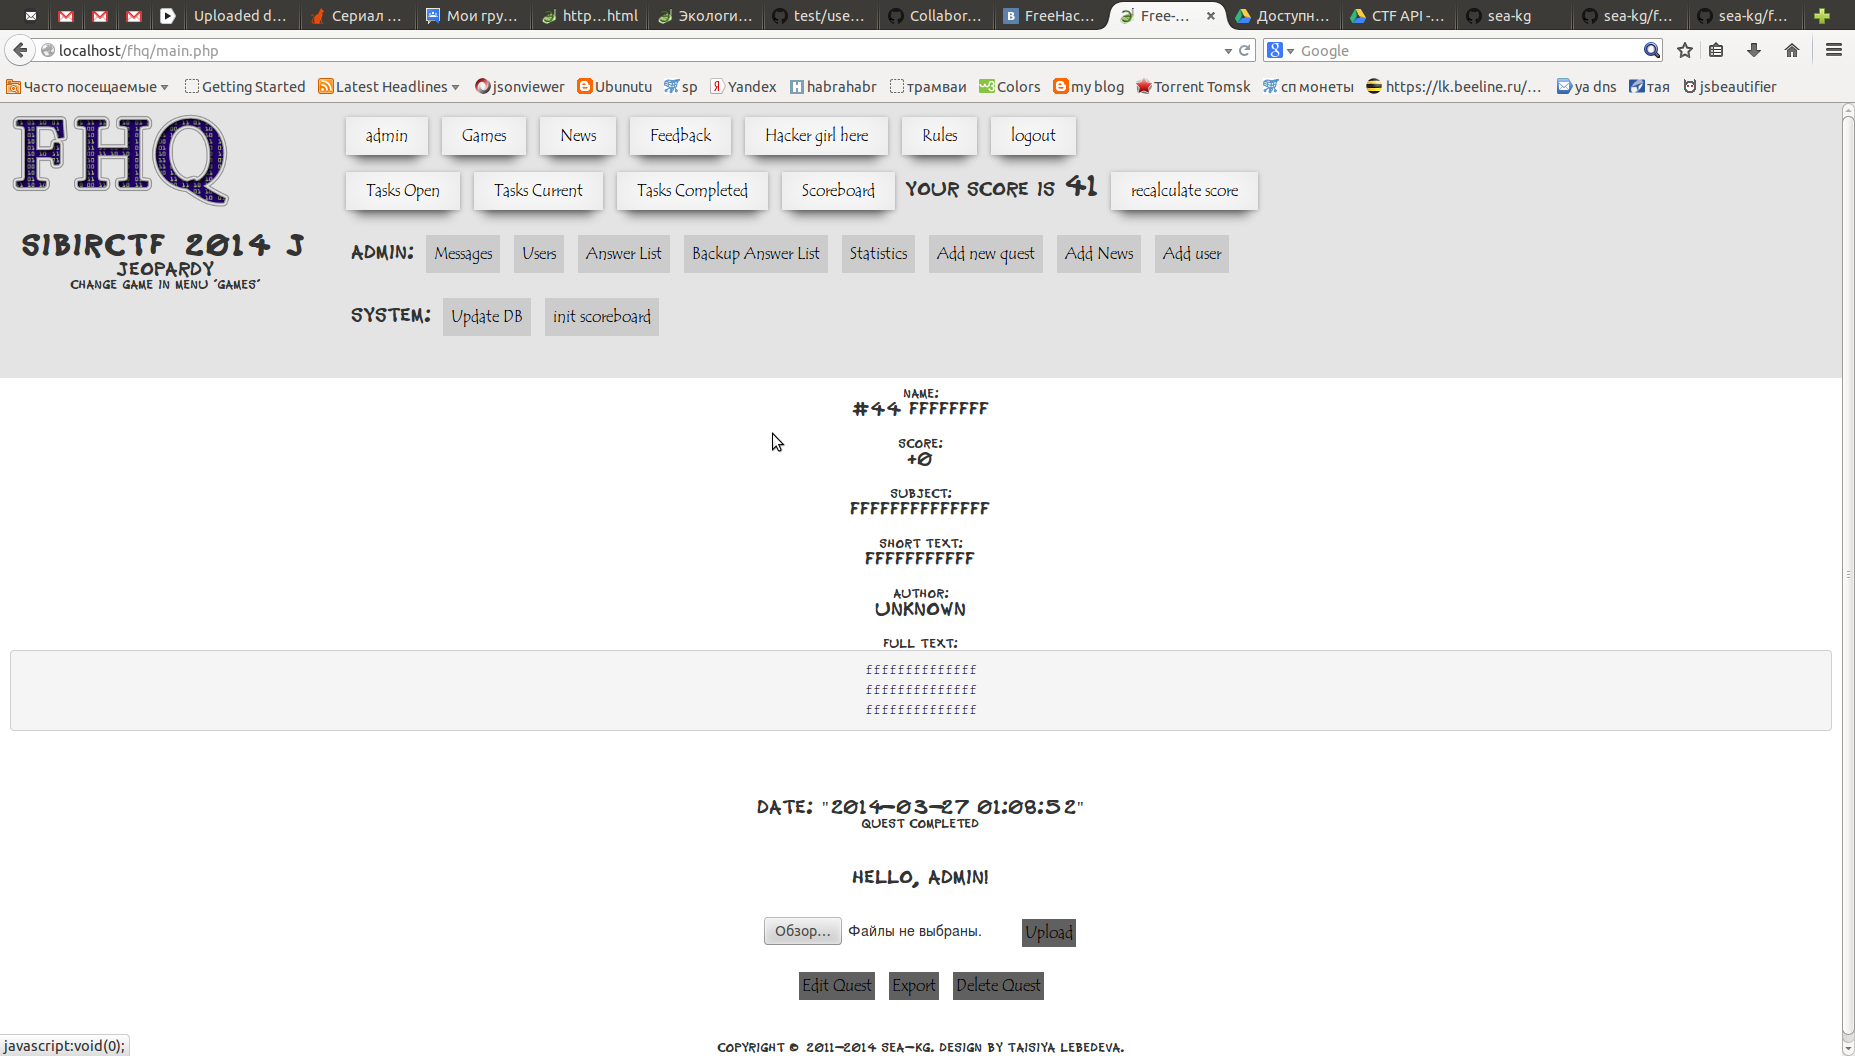 Uploaded d... Сериал ... Мои гру... http...html Экологи... test/use... Collabor... FreeHac... Free-... Доступн... CTF API -... sea-kg sea-kg/f... sea-kg/f...
localhost/fhq/main.php Google
Часто посещаемые Getting Started Latest Headlines jsonviewer Ubunutu sp Yandex habrahabr трамваи Colors my blog Torrent Tomsk сп монеты https://lk.beeline.ru/... ya dns тая jsbeautifier
FHQ
admin Games News Feedback Hacker girl here Rules logout
Tasks Open Tasks Current Tasks Completed Scoreboard YOUR SCORE IS 41 recalculate score
SIBIRCTF 2014 J
JEOPARDY
CHANGE GAME IN MENU 'GAMES'
ADMIN: Messages Users Answer List Backup Answer List Statistics Add new quest Add News Add user
SYSTEM: Update DB init scoreboard
NAME:
#44 FFFFFFFF
SCORE:
+0
SUBJECT:
FFFFFFFFFFFFFF
SHORT TEXT:
FFFFFFFFFFF
AUTHOR:
UNKNOWN
FULL TEXT:
ffffffffffffff
ffffffffffffff
ffffffffffffff
DATE: "2014-03-27 01:08:52"
QUEST COMPLETED
HELLO, ADMIN!
Обзор... Файлы не выбраны. Upload
Edit Quest Export Delete Quest
javascript:void(0);
COPYRIGHT © 2011-2014 SEA-KG. DESIGN BY TAISIYA LEBEDEVA.